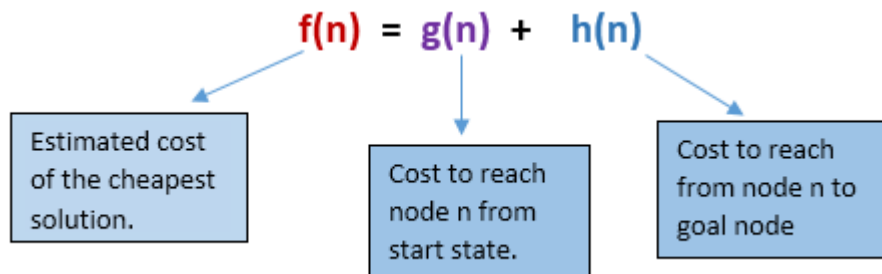 f(n) = g(n) + h(n)
Estimated cost
of the cheapest
solution.
Cost to reach
node n from
start state.
Cost to reach
from node n to
goal node